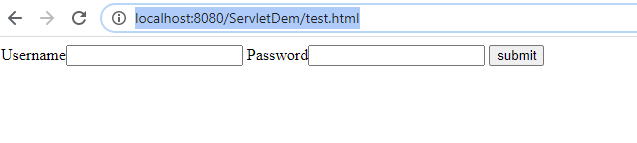 localhost:8080/ServletDem/test.html
Username Password submit